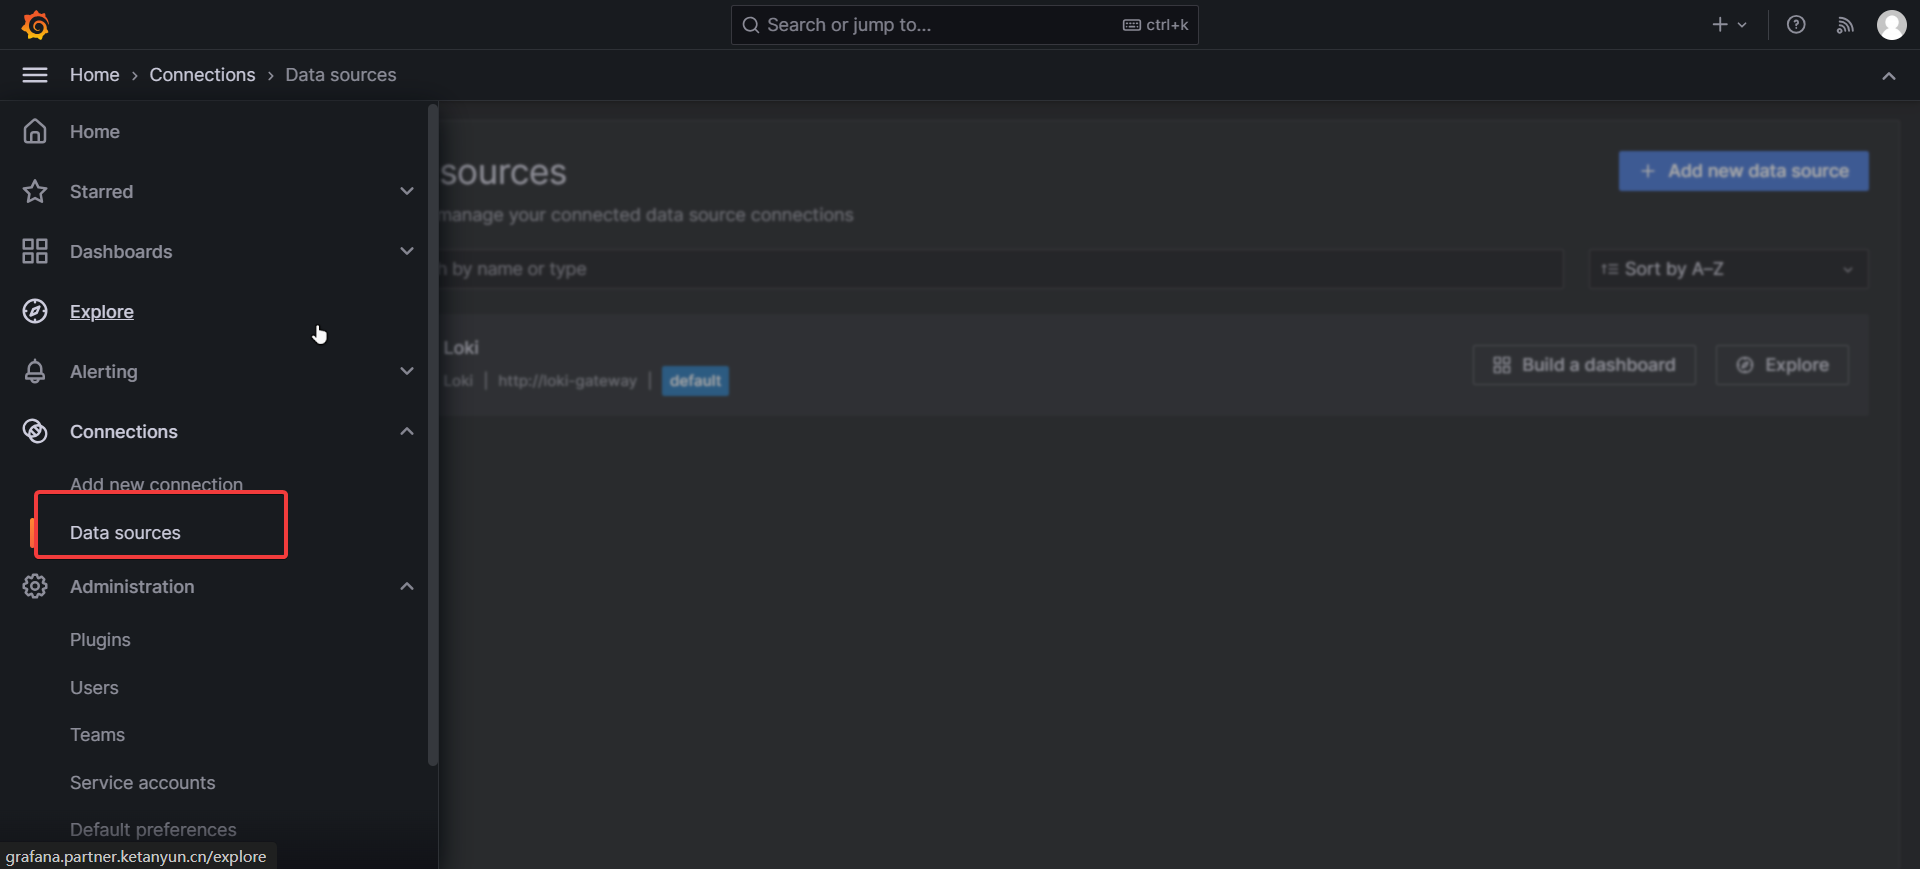 Search or jump to...
ctrl+k
Home › Connections › Data sources
Home
Starred
Dashboards
Explore
Alerting
Connections
Add new connection
Data sources
Administration
Plugins
Users
Teams
Service accounts
Default preferences
grafana.partner.ketanyun.cn/explore
sources
Add new data source
manage your connected data source connections
by name or type
Sort by A–Z
Loki
Loki | http://loki-gateway | default
Build a dashboard
Explore